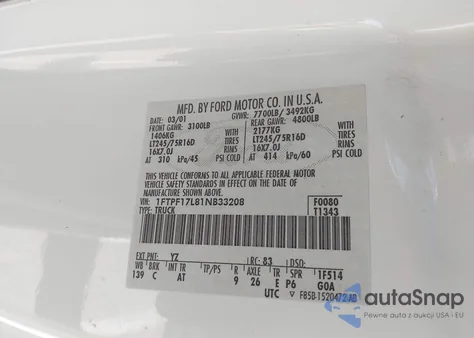 MFD. BY FORD MOTOR CO. IN U.S.A.
DATE: 03/01 GVWR: 7700LB/ 3492KG
FRONT GAWR: 3100LB REAR GAWR: 4800LB
1406KG WITH 2177KG WITH
LT245/75R16D TIRES LT245/75R16D TIRES
16X7.0J RIMS 16X7.0J RIMS
AT 310 kPa/45 PSI COLD AT 414 kPa/60 PSI COLD
THIS VEHICLE CONFORMS TO ALL APPLICABLE FEDERAL MOTOR
VEHICLE SAFETY STANDARDS IN EFFECT ON THE DATE OF
MANUFACTURE SHOWN ABOVE.
VIN: 1FTPF17L81NB33208 F0080
TYPE: TRUCK T1343
EXT.PNT: YZ RC: 83 DSO:
WB BRK INT TR TP/PS R AXLE TR SPR 1F514
139 C AT 9 26 E P6 G0A
UTC F85B-1520472-AB
autoSnap
Pewne auta z aukcji USA i EU